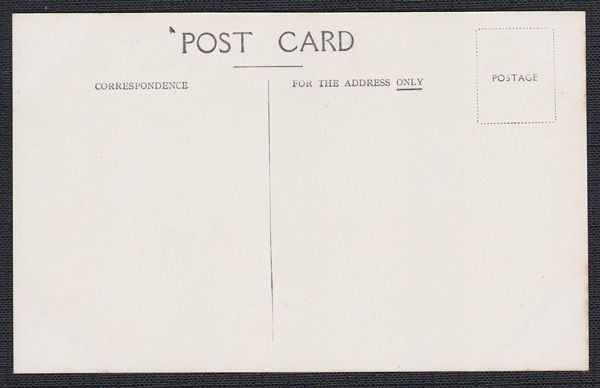 POST CARD
CORRESPONDENCE
FOR THE ADDRESS ONLY
POSTAGE